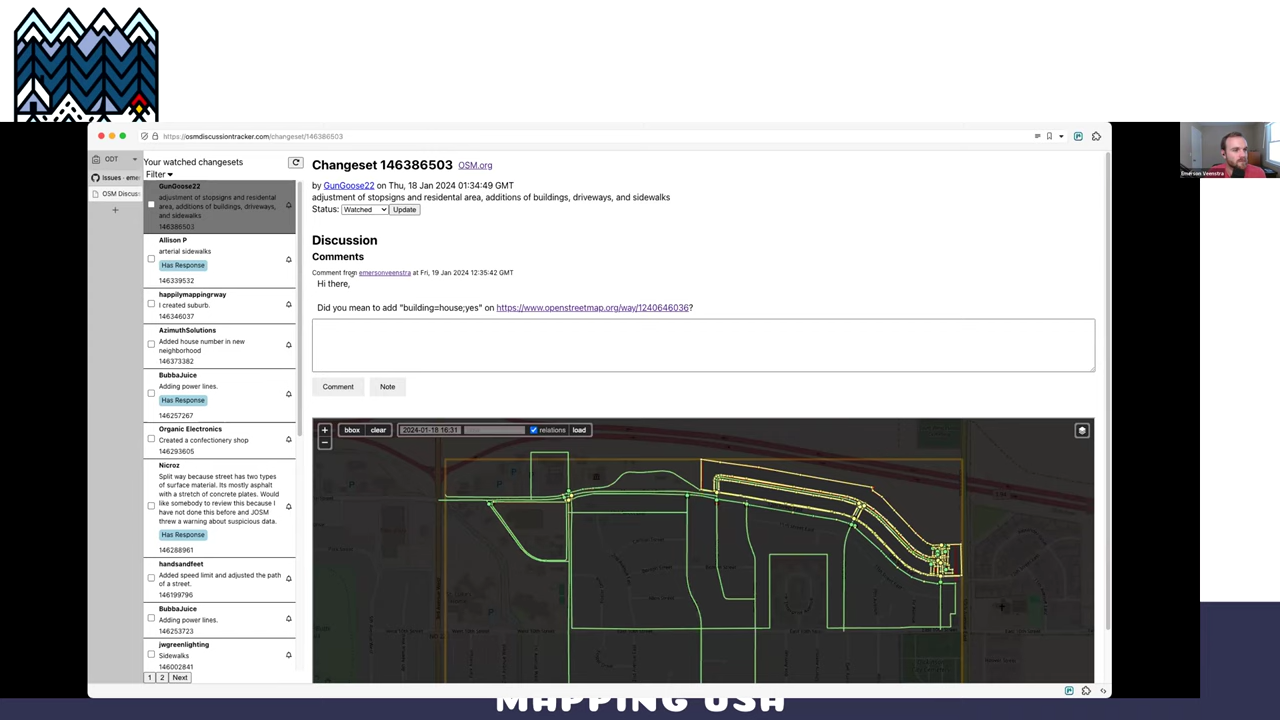 https://osmdiscussiontracker.com/changeset/146386503
ODT
Issues · eme
OSM Discus
Your watched changesets
Filter
GunGoose22
adjustment of stopsigns and residental
area, additions of buildings, driveways,
and sidewalks
146386503
Allison P
arterial sidewalks
Has Response
146339532
happilymappingrway
I created suburb.
146346037
AzimuthSolutions
Added house number in new
neighborhood
146373382
BubbaJuice
Adding power lines.
Has Response
146257267
Organic Electronics
Created a confectionery shop
146293605
Nicroz
Split way because street has two types
of surface material. Its mostly asphalt
with a stretch of concrete plates. Would
like somebody to review this because I
have not done this before and JOSM
threw a warning about suspicious data.
Has Response
146288961
handsandfeet
Added speed limit and adjusted the path
of a street.
146199796
BubbaJuice
Adding power lines.
146253723
jwgreenlighting
Sidewalks
146002841
1 2 Next
Changeset 146386503 OSM.org
by GunGoose22 on Thu, 18 Jan 2024 01:34:49 GMT
adjustment of stopsigns and residental area, additions of buildings, driveways, and sidewalks
Status: Watched Update
Discussion
Comments
Comment from emersonveenstra at Fri, 19 Jan 2024 12:35:42 GMT
Hi there,
Did you mean to add "building=house;yes" on https://www.openstreetmap.org/way/1240646036?
Comment Note
+ bbox clear 2024-01-18 16:31 relations load
−
Emerson Veenstra
MAPPING USA